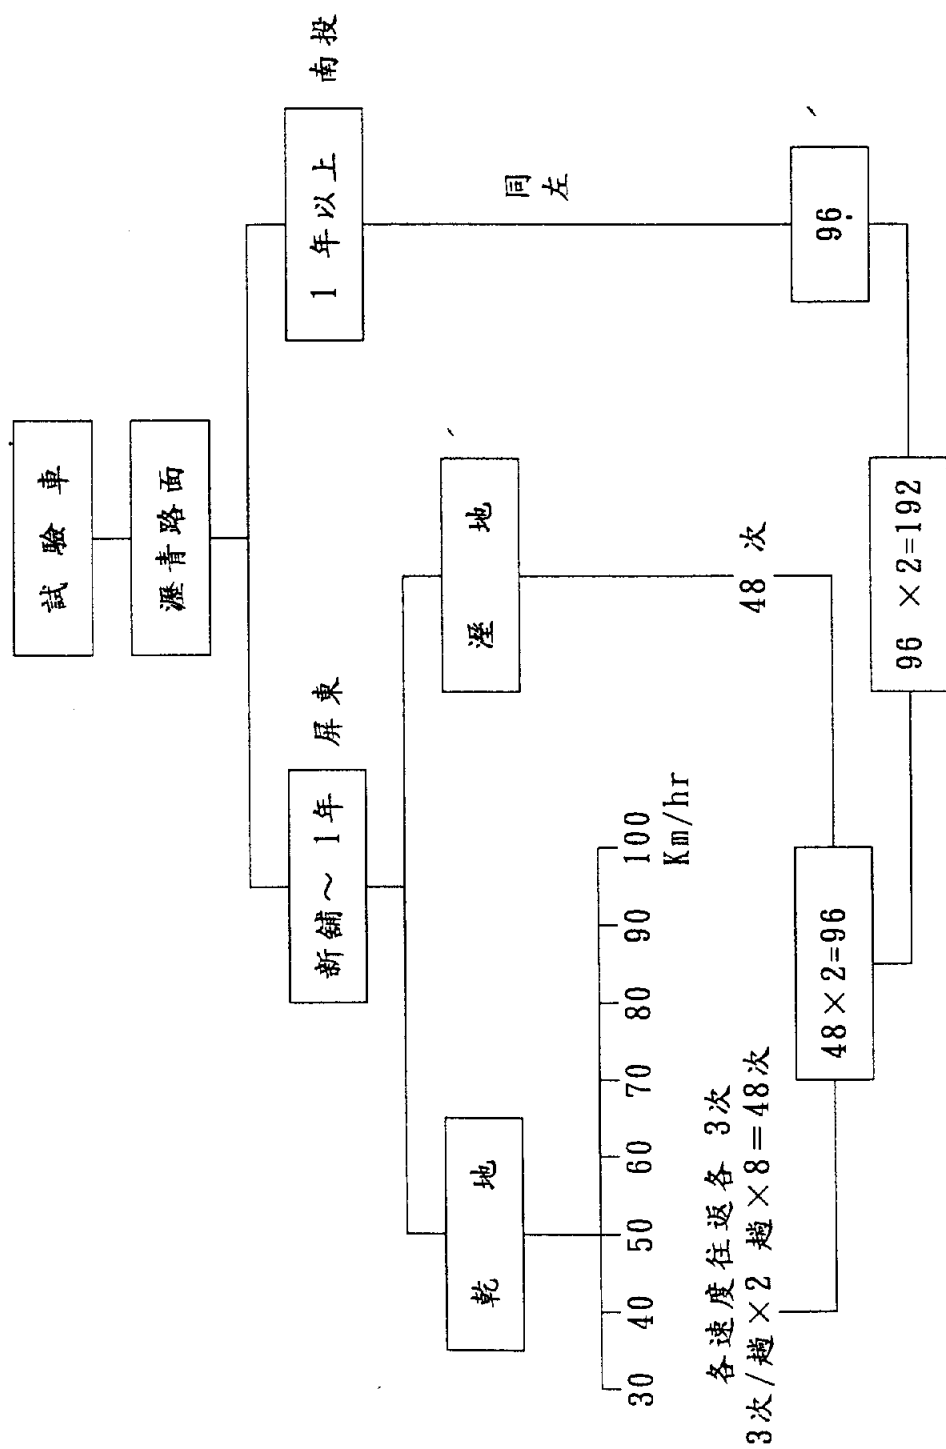 試驗車
瀝青路面
新舖～1年
屏東
1 年以上
南投
乾 地
溼 地
同左
30 40 50 60 70 80 90 100
Km/hr
各速度往返各 3次
3次/趟×2 趟×8=48次
48 次
48×2=96
96
96 ×2=192